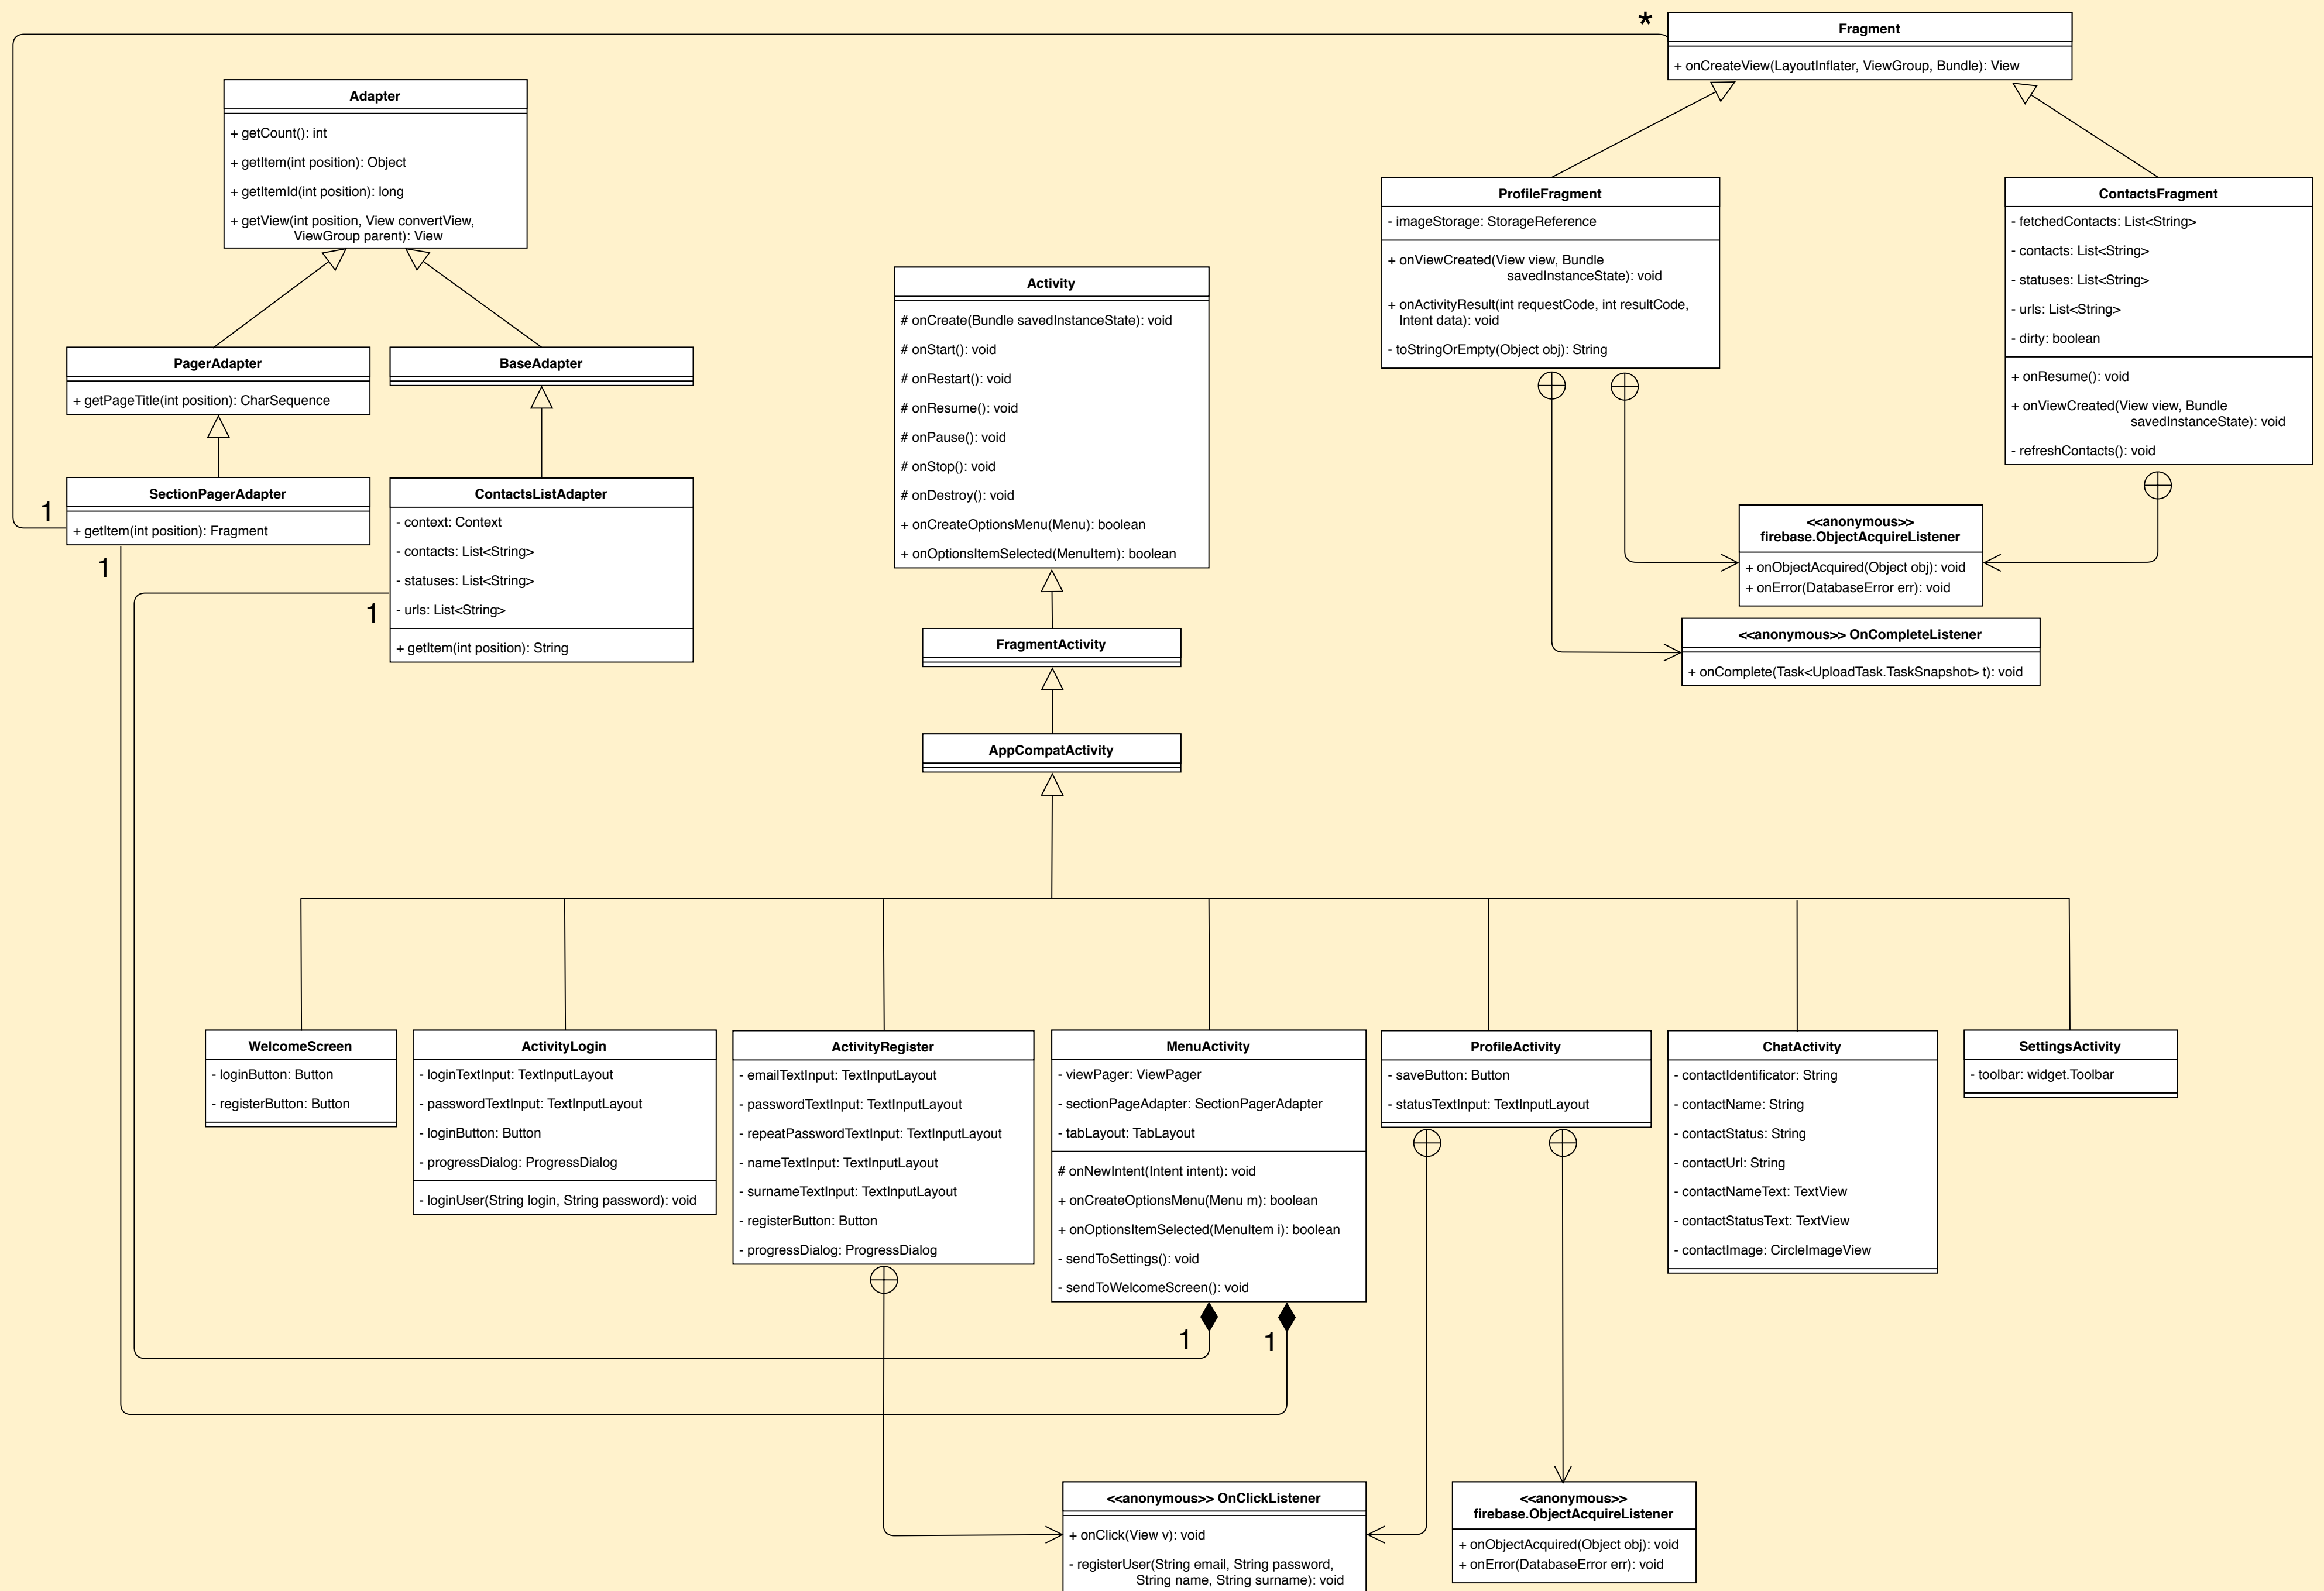 *
Fragment
+ onCreateView(LayoutInflater, ViewGroup, Bundle): View
Adapter
+ getCount(): int
+ getItem(int position): Object
+ getItemId(int position): long
+ getView(int position, View convertView,
ViewGroup parent): View
PagerAdapter
+ getPageTitle(int position): CharSequence
BaseAdapter
SectionPagerAdapter
+ getItem(int position): Fragment
1
1
ContactsListAdapter
- context: Context
- contacts: List<String>
- statuses: List<String>
- urls: List<String>
+ getItem(int position): String
1
Activity
# onCreate(Bundle savedInstanceState): void
# onStart(): void
# onRestart(): void
# onResume(): void
# onPause(): void
# onStop(): void
# onDestroy(): void
+ onCreateOptionsMenu(Menu): boolean
+ onOptionsItemSelected(MenuItem): boolean
FragmentActivity
AppCompatActivity
ProfileFragment
- imageStorage: StorageReference
+ onViewCreated(View view, Bundle
savedInstanceState): void
+ onActivityResult(int requestCode, int resultCode,
Intent data): void
- toStringOrEmpty(Object obj): String
ContactsFragment
- fetchedContacts: List<String>
- contacts: List<String>
- statuses: List<String>
- urls: List<String>
- dirty: boolean
+ onResume(): void
+ onViewCreated(View view, Bundle
savedInstanceState): void
- refreshContacts(): void
<<anonymous>>
firebase.ObjectAcquireListener
+ onObjectAcquired(Object obj): void
+ onError(DatabaseError err): void
<<anonymous>> OnCompleteListener
+ onComplete(Task<UploadTask.TaskSnapshot> t): void
WelcomeScreen
- loginButton: Button
- registerButton: Button
ActivityLogin
- loginTextInput: TextInputLayout
- passwordTextInput: TextInputLayout
- loginButton: Button
- progressDialog: ProgressDialog
- loginUser(String login, String password): void
ActivityRegister
- emailTextInput: TextInputLayout
- passwordTextInput: TextInputLayout
- repeatPasswordTextInput: TextInputLayout
- nameTextInput: TextInputLayout
- surnameTextInput: TextInputLayout
- registerButton: Button
- progressDialog: ProgressDialog
MenuActivity
- viewPager: ViewPager
- sectionPageAdapter: SectionPagerAdapter
- tabLayout: TabLayout
# onNewIntent(Intent intent): void
+ onCreateOptionsMenu(Menu m): boolean
+ onOptionsItemSelected(MenuItem i): boolean
- sendToSettings(): void
- sendToWelcomeScreen(): void
1
1
ProfileActivity
- saveButton: Button
- statusTextInput: TextInputLayout
ChatActivity
- contactIdentificator: String
- contactName: String
- contactStatus: String
- contactUrl: String
- contactNameText: TextView
- contactStatusText: TextView
- contactImage: CircleImageView
SettingsActivity
- toolbar: widget.Toolbar
<<anonymous>> OnClickListener
+ onClick(View v): void
- registerUser(String email, String password,
String name, String surname): void
<<anonymous>>
firebase.ObjectAcquireListener
+ onObjectAcquired(Object obj): void
+ onError(DatabaseError err): void